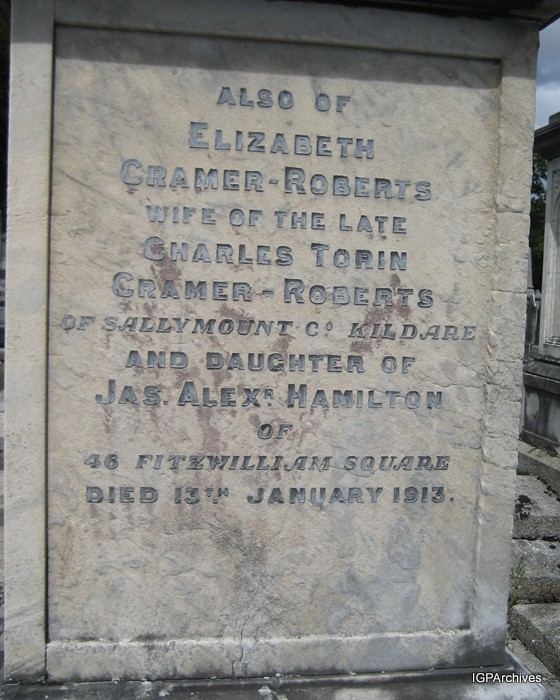 ALSO OF
ELIZABETH
CRAMER-ROBERTS
WIFE OF THE LATE
CHARLES TORIN
CRAMER-ROBERTS
OF SALLYMOUNT Co KILDARE
AND DAUGHTER OF
JAS. ALEXR HAMILTON
OF
46 FITZWILLIAM SQUARE
DIED 13TH JANUARY 1913.
IGPArchives